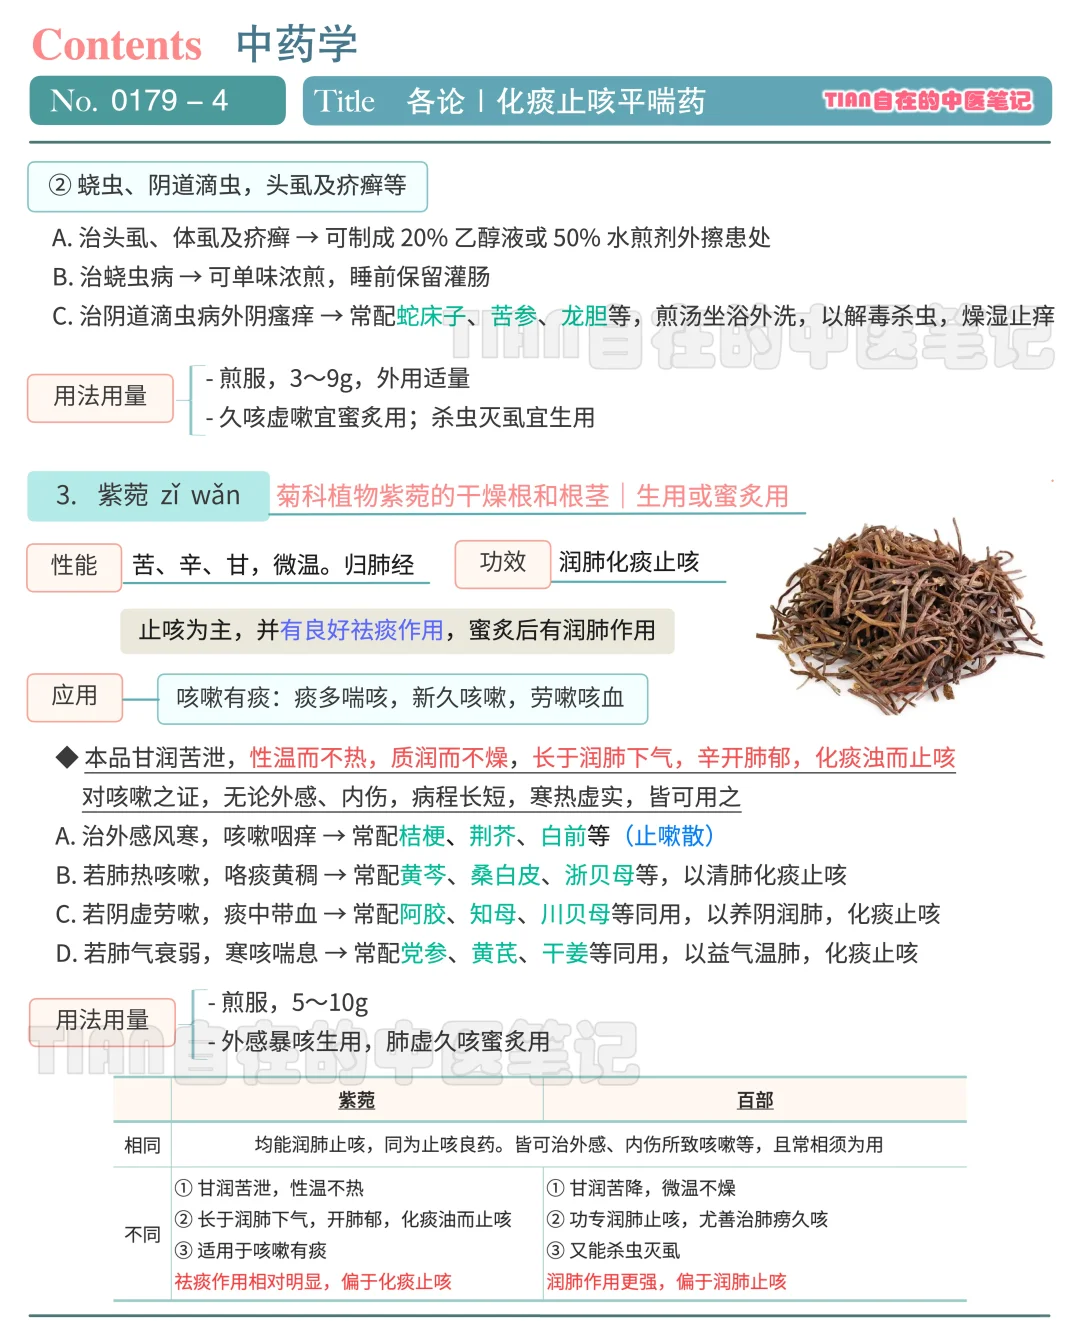 Contents 中药学
No. 0179 – 4
Title 各论 | 化痰止咳平喘药
TIAN自在的中医笔记
② 蛲虫、阴道滴虫，头虱及疥癣等
A. 治头虱、体虱及疥癣 → 可制成 20% 乙醇液或 50% 水煎剂外擦患处
B. 治蛲虫病 → 可单味浓煎，睡前保留灌肠
C. 治阴道滴虫病外阴瘙痒 → 常配蛇床子、苦参、龙胆等，煎汤坐浴外洗，以解毒杀虫，燥湿止痒
TIAN自在的中医笔记
用法用量
- 煎服，3～9g，外用适量
- 久咳虚嗽宜蜜炙用；杀虫灭虱宜生用
3. 紫菀 zǐ wǎn
菊科植物紫菀的干燥根和根茎｜生用或蜜炙用
性能
苦、辛、甘，微温。归肺经
功效
润肺化痰止咳
止咳为主，并有良好祛痰作用，蜜炙后有润肺作用
应用
咳嗽有痰：痰多喘咳，新久咳嗽，劳嗽咳血
◆ 本品甘润苦泄，性温而不热，质润而不燥，长于润肺下气，辛开肺郁，化痰浊而止咳
对咳嗽之证，无论外感、内伤，病程长短，寒热虚实，皆可用之
A. 治外感风寒，咳嗽咽痒 → 常配桔梗、荆芥、白前等（止嗽散）
B. 若肺热咳嗽，咯痰黄稠 → 常配黄芩、桑白皮、浙贝母等，以清肺化痰止咳
C. 若阴虚劳嗽，痰中带血 → 常配阿胶、知母、川贝母等同用，以养阴润肺，化痰止咳
D. 若肺气衰弱，寒咳喘息 → 常配党参、黄芪、干姜等同用，以益气温肺，化痰止咳
用法用量
- 煎服，5～10g
- 外感暴咳生用，肺虚久咳蜜炙用
TIAN自在的中医笔记
紫菀 百部
相同 均能润肺止咳，同为止咳良药。皆可治外感、内伤所致咳嗽等，且常相须为用
不同
① 甘润苦泄，性温不热
② 长于润肺下气，开肺郁，化痰油而止咳
③ 适用于咳嗽有痰
祛痰作用相对明显，偏于化痰止咳
① 甘润苦降，微温不燥
② 功专润肺止咳，尤善治肺痨久咳
③ 又能杀虫灭虱
润肺作用更强，偏于润肺止咳